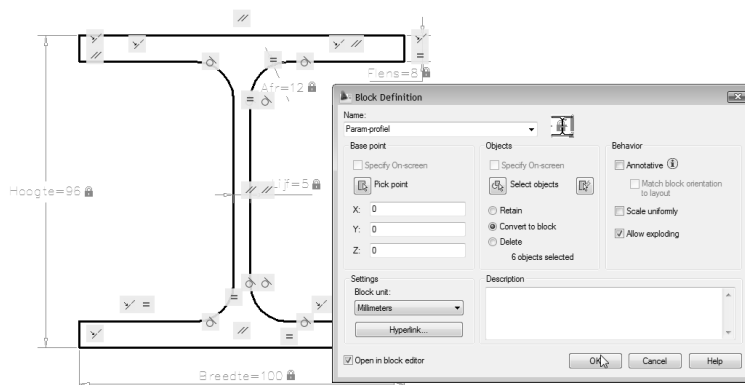 Flens=8
Afr=12
Hoogte=96
Lijf=5
Breedte=100
Block Definition
Name:
Param-profiel
Base point
Specify On-screen
Pick point
X: 0
Y: 0
Z: 0
Objects
Specify On-screen
Select objects
Retain
Convert to block
Delete
6 objects selected
Behavior
Annotative
Match block orientation
to layout
Scale uniformly
Allow exploding
Settings
Block unit:
Millimeters
Hyperlink...
Description
Open in block editor
OK
Cancel
Help